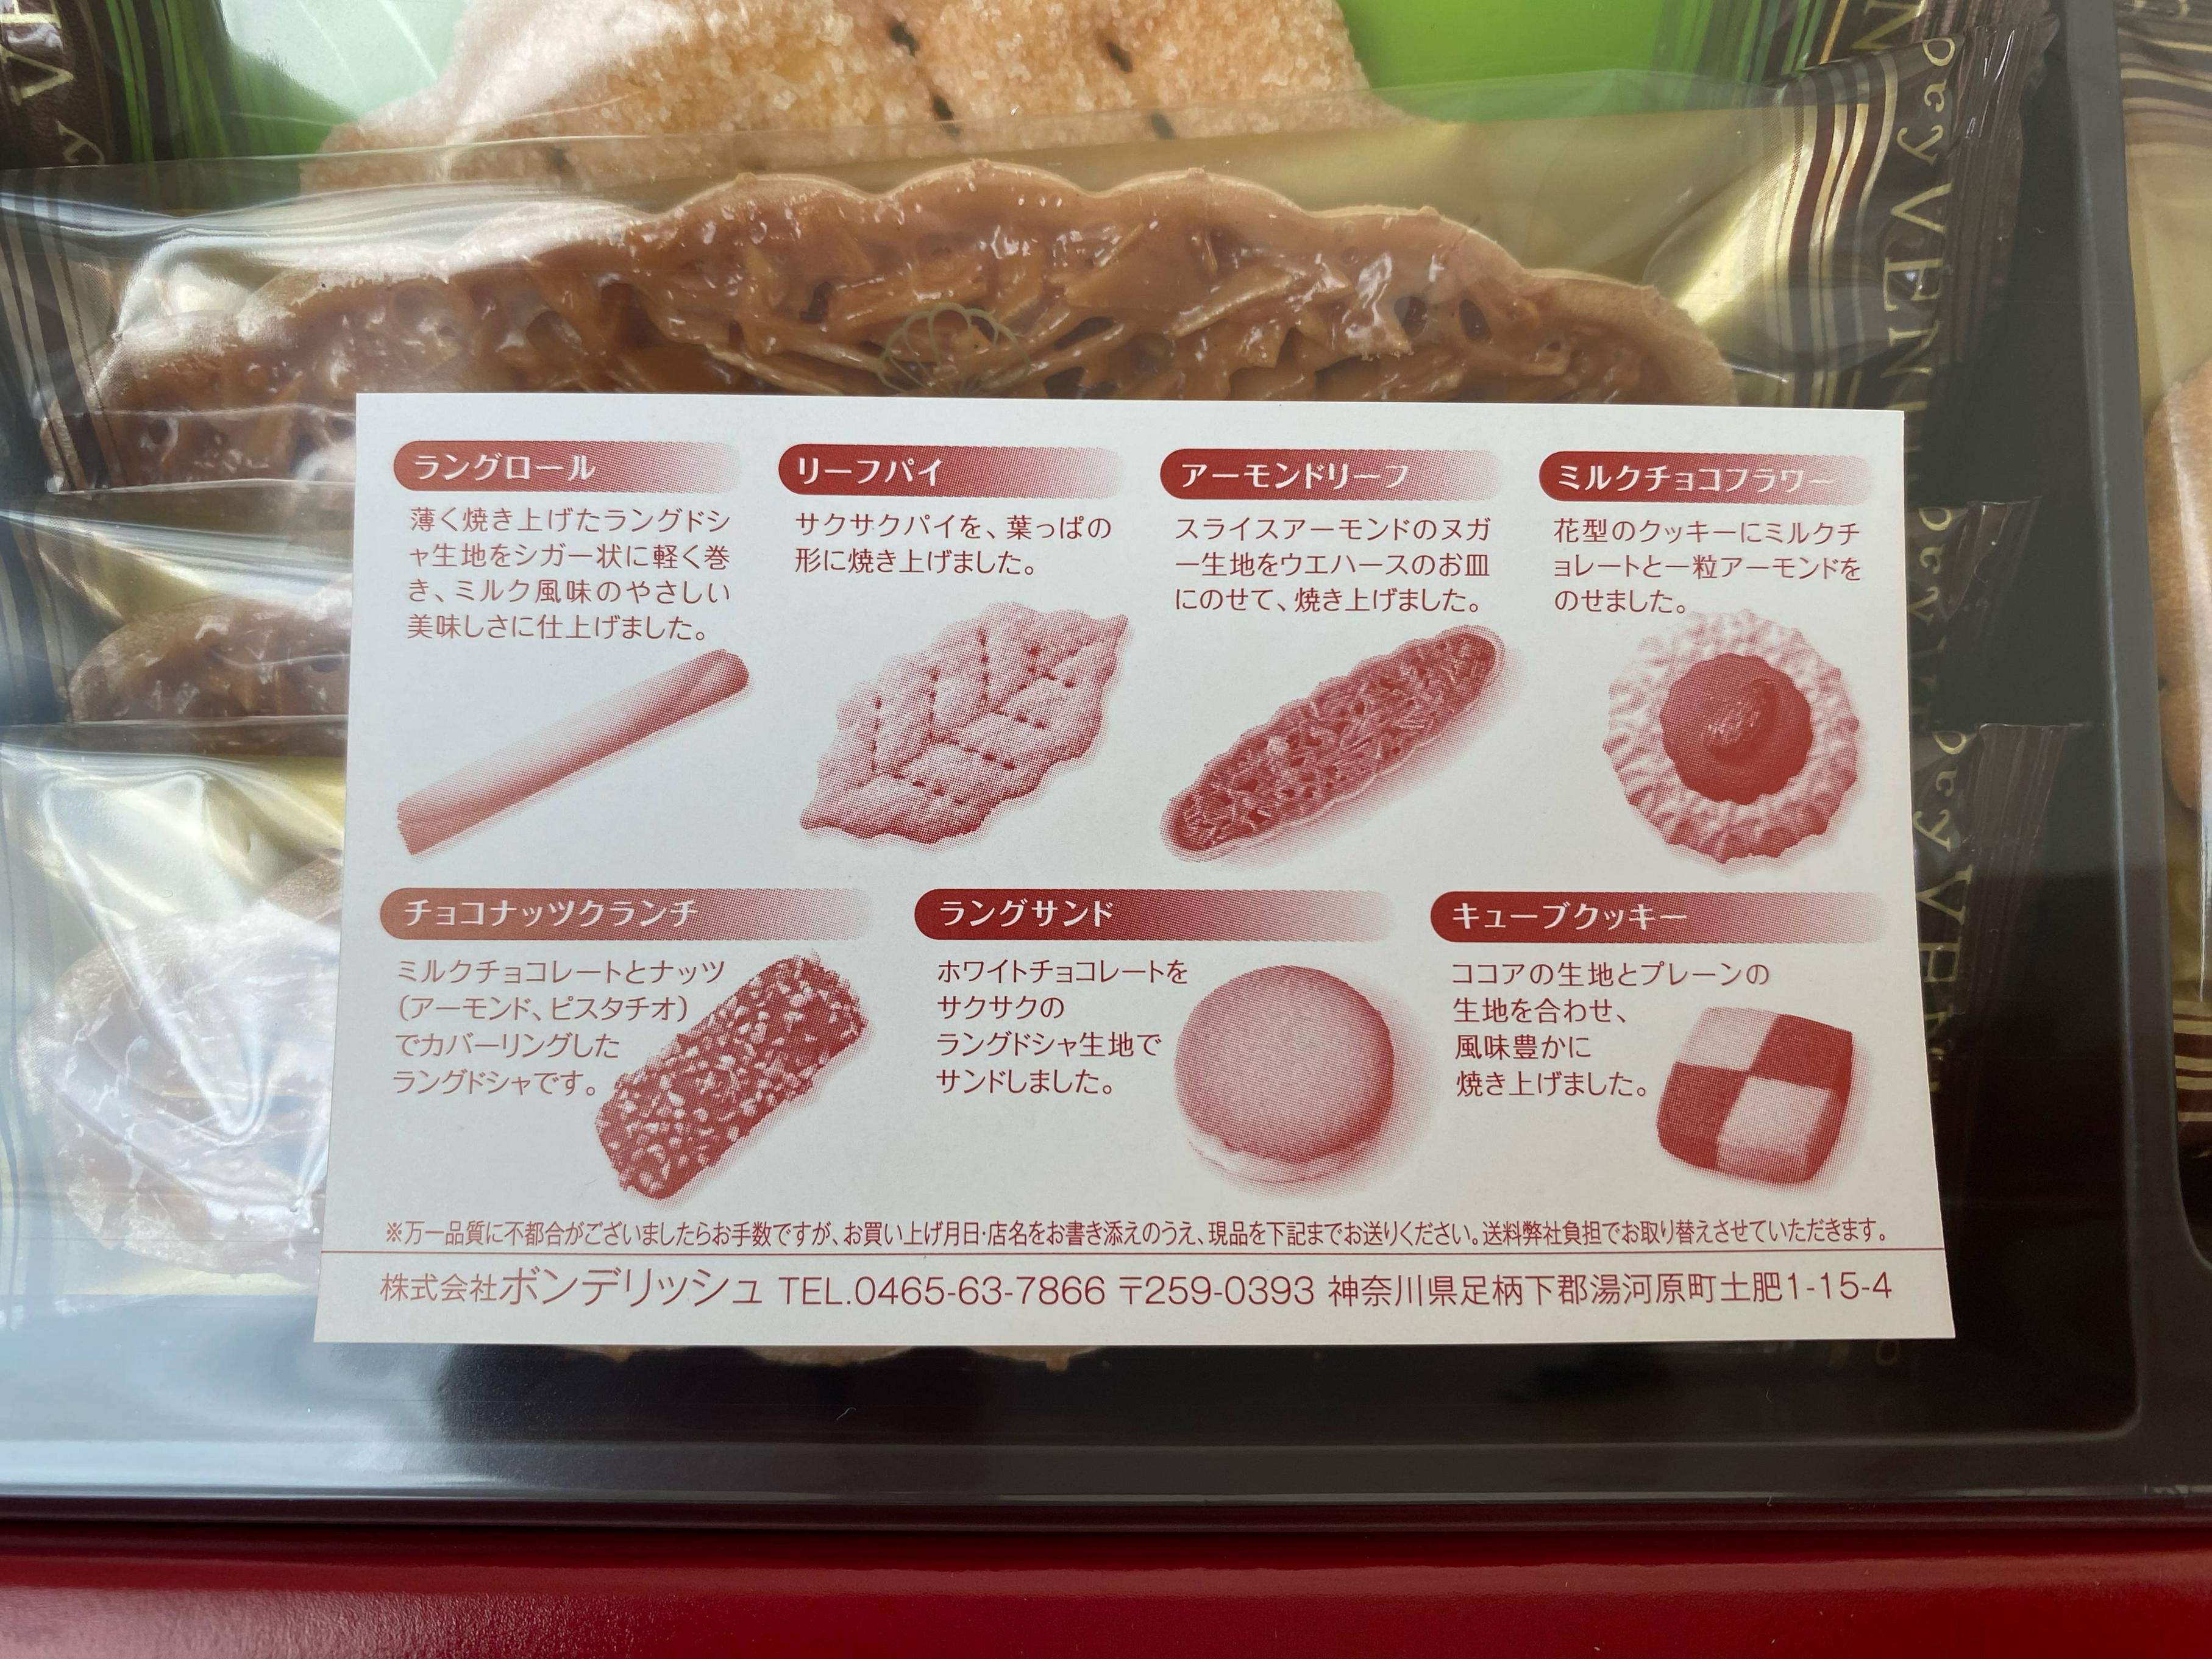 ラングロール
薄く焼き上げたラングドシ
ャ生地をシガー状に軽く巻
き、ミルク風味のやさしい
美味しさに仕上げました。
リーフパイ
サクサクパイを、葉っぱの
形に焼き上げました。
アーモンドリーフ
スライスアーモンドのヌガ
ー生地をウエハースのお皿
にのせて、焼き上げました。
ミルクチョコフラワー
花型のクッキーにミルクチ
ョレートと一粒アーモンドを
のせました。
チョコナッツクランチ
ミルクチョコレートとナッツ
(アーモンド、ピスタチオ)
でカバーリングした
ラングドシャです。
ラングサンド
ホワイトチョコレートを
サクサクの
ラングドシャ生地で
サンドしました。
キューブクッキー
ココアの生地とプレーンの
生地を合わせ、
風味豊かに
焼き上げました。
※万一品質に不都合がございましたらお手数ですが、お買い上げ月日・店名をお書き添えのうえ、現品を下記までお送りください。送料弊社負担でお取り替えさせていただきます。
株式会社ボンデリッシュ TEL.0465-63-7866 〒259-0393 神奈川県足柄下郡湯河原町土肥1-15-4